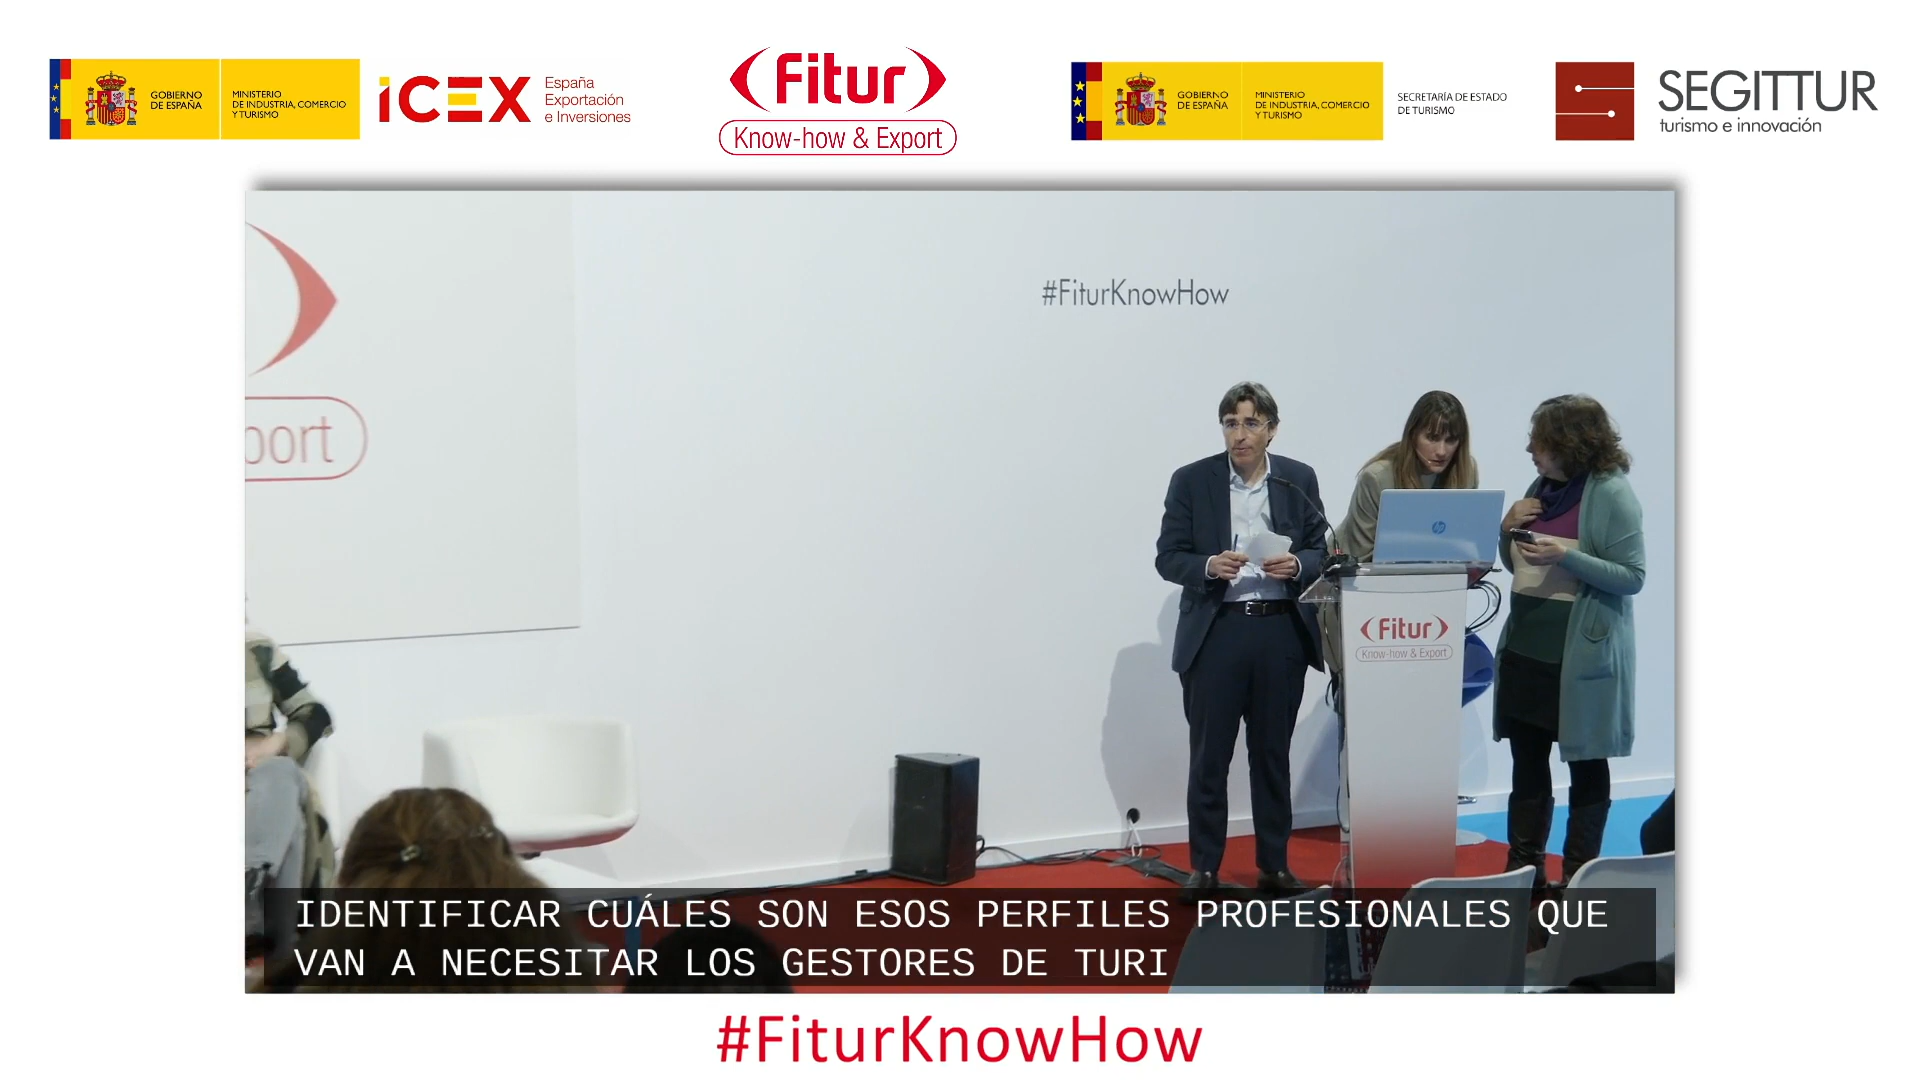 GOBIERNO
DE ESPAÑA
MINISTERIO
DE INDUSTRIA, COMERCIO
Y TURISMO
ICEX
España
Exportación
e Inversiones
Fitur
Know-how & Export
GOBIERNO
DE ESPAÑA
MINISTERIO
DE INDUSTRIA, COMERCIO
Y TURISMO
SECRETARÍA DE ESTADO
DE TURISMO
SEGITTUR
turismo e innovación
#FiturKnowHow
port
Fitur
Know-how & Export
hp
IDENTIFICAR CUÁLES SON ESOS PERFILES PROFESIONALES QUE
VAN A NECESITAR LOS GESTORES DE TURI
#FiturKnowHow